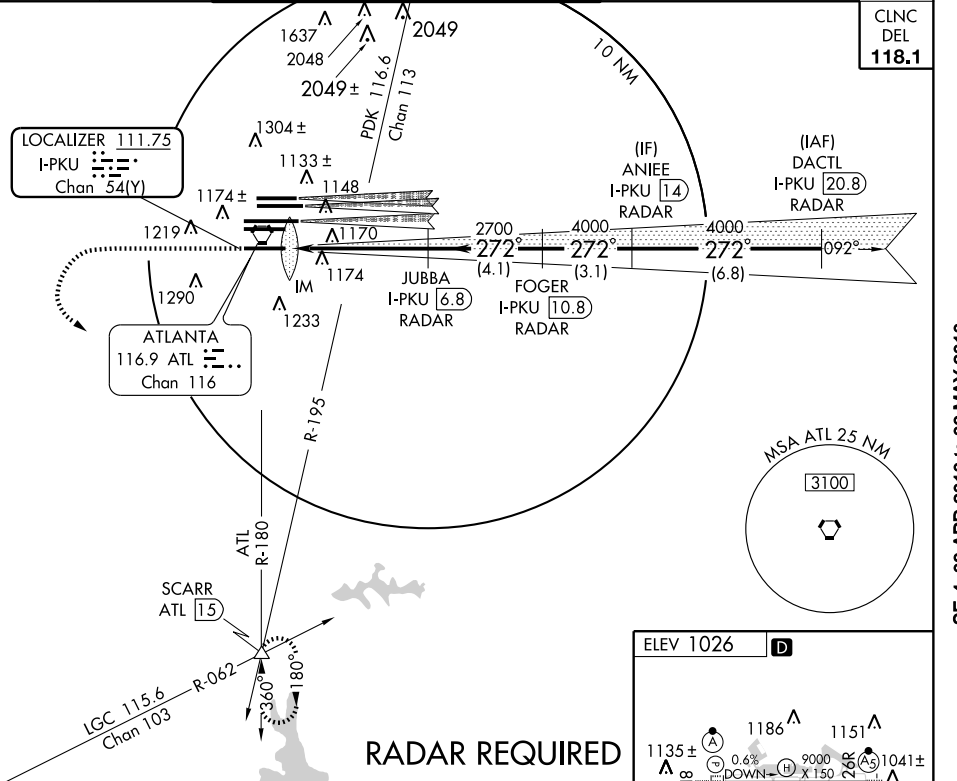 CLNC
DEL
118.1
1637
2048
2049
2049±
10 NM
PDK 116.6
Chan 113
LOCALIZER 111.75
I-PKU
Chan 54(Y)
1304±
1133±
1148
1174±
1219
1170
1174
1290
1233
IM
(IF)
ANIEE
I-PKU 14
RADAR
(IAF)
DACTL
I-PKU 20.8
RADAR
2700
4000
4000
272°
272°
272°
092°
(4.1)
(3.1)
(6.8)
JUBBA
I-PKU 6.8
RADAR
FOGER
I-PKU 10.8
RADAR
ATLANTA
116.9 ATL
Chan 116
R-195
ATL
R-180
MSA ATL 25 NM
3100
SCARR
ATL 15
360°
180°
LGC 115.6
Chan 103
R-062
RADAR REQUIRED
ELEV 1026
D
1186
1151
1135±
A
P
0.6%
DOWN
H
9000
X 150
A5
1041±